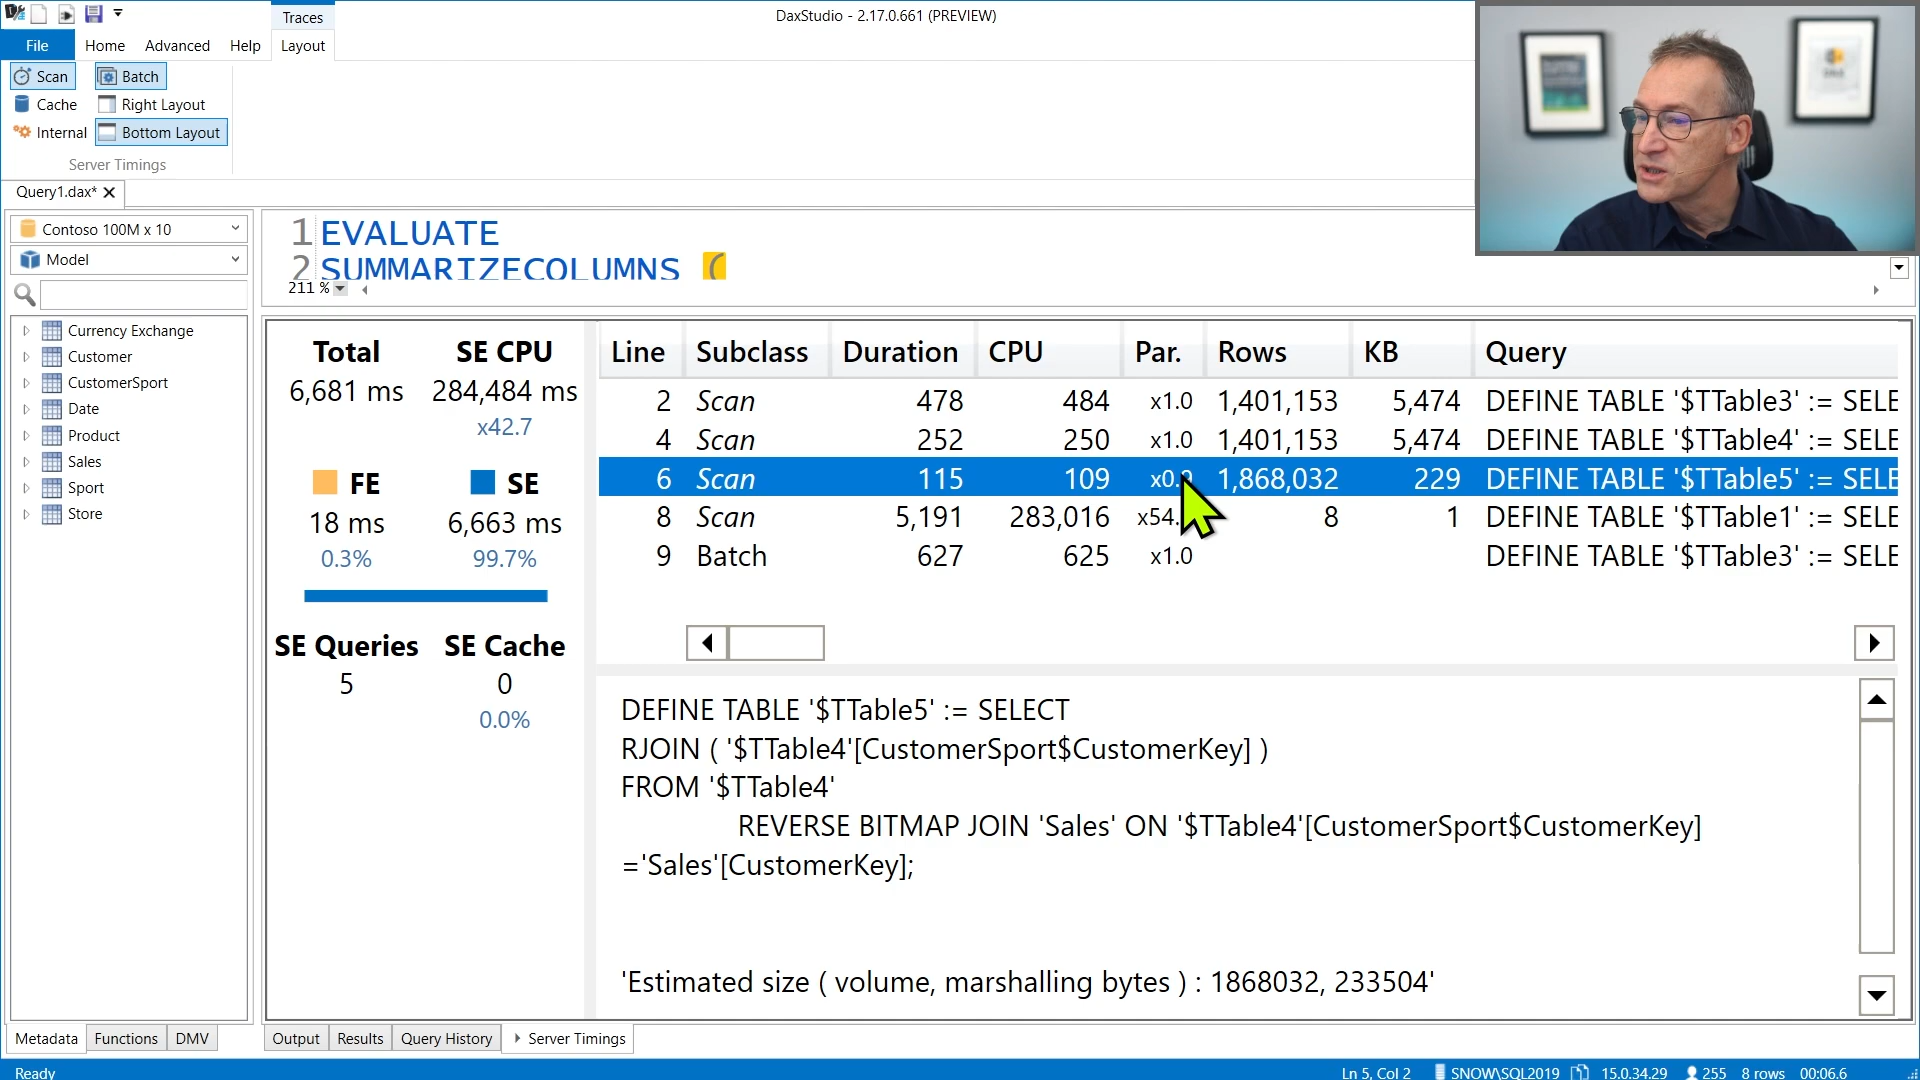 DaxStudio - 2.17.0.661 (PREVIEW)
Traces
File Home Advanced Help Layout
Scan Batch
Cache Right Layout
Internal Bottom Layout
Server Timings
Query1.dax*
Contoso 100M x 10
Model
Currency Exchange
Customer
CustomerSport
Date
Product
Sales
Sport
Store
Metadata Functions DMV
1 EVALUATE
2 SUMMARIZECOLUMNS (
211 %
Total SE CPU
6,681 ms 284,484 ms
x42.7
FE SE
18 ms 6,663 ms
0.3% 99.7%
SE Queries SE Cache
5 0
0.0%
Line Subclass Duration CPU Par. Rows KB Query
2 Scan 478 484 x1.0 1,401,153 5,474 DEFINE TABLE '$TTable3' := SELE
4 Scan 252 250 x1.0 1,401,153 5,474 DEFINE TABLE '$TTable4' := SELE
6 Scan 115 109 1,868,032 229 DEFINE TABLE '$TTable5' := SELE
8 Scan 5,191 283,016 8 1 DEFINE TABLE '$TTable1' := SELE
9 Batch 627 625 x1.0 DEFINE TABLE '$TTable3' := SELE
DEFINE TABLE '$TTable5' := SELECT
RJOIN ( '$TTable4'[CustomerSport$CustomerKey] )
FROM '$TTable4'
REVERSE BITMAP JOIN 'Sales' ON '$TTable4'[CustomerSport$CustomerKey]
='Sales'[CustomerKey];
'Estimated size ( volume, marshalling bytes ) : 1868032, 233504'
Output Results Query History Server Timings
Ready Ln 5, Col 2 SNOW\SQL2019 15.0.34.29 255 8 rows 00:06.6